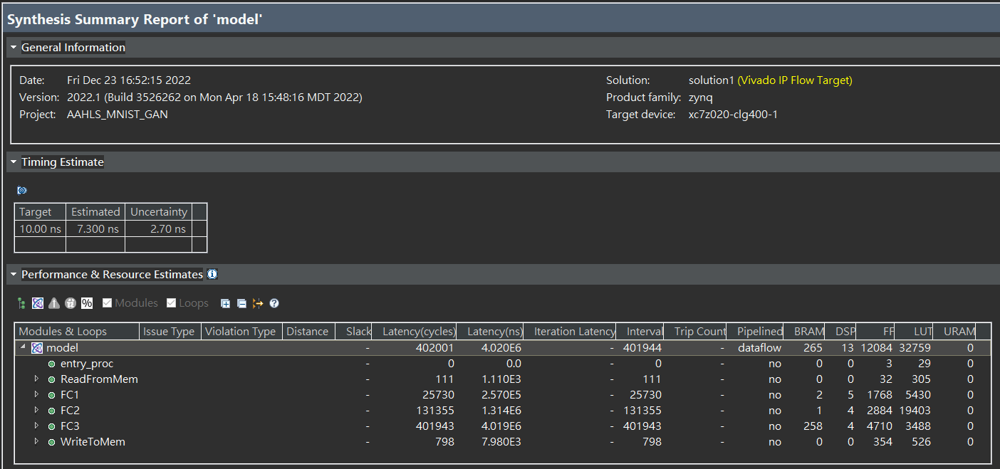 Synthesis Summary Report of 'model'
General Information
Date: Fri Dec 23 16:52:15 2022 Solution: solution1 (Vivado IP Flow Target)
Version: 2022.1 (Build 3526262 on Mon Apr 18 15:48:16 MDT 2022) Product family: zynq
Project: AAHLS_MNIST_GAN Target device: xc7z020-clg400-1
Timing Estimate
Target Estimated Uncertainty
10.00 ns 7.300 ns 2.70 ns
Performance & Resource Estimates
% Modules Loops
Modules & Loops Issue Type Violation Type Distance Slack Latency(cycles) Latency(ns) Iteration Latency Interval Trip Count Pipelined BRAM DSP FF LUT URAM
model - 402001 4.020E6 - 401944 - dataflow 265 13 12084 32759 0
entry_proc - 0 0.0 - 0 - no 0 0 3 29 0
ReadFromMem - 111 1.110E3 - 111 - no 0 0 32 305 0
FC1 - 25730 2.570E5 - 25730 - no 2 5 1768 5430 0
FC2 - 131355 1.314E6 - 131355 - no 1 4 2884 19403 0
FC3 - 401943 4.019E6 - 401943 - no 258 4 4710 3488 0
WriteToMem - 798 7.980E3 - 798 - no 0 0 354 526 0